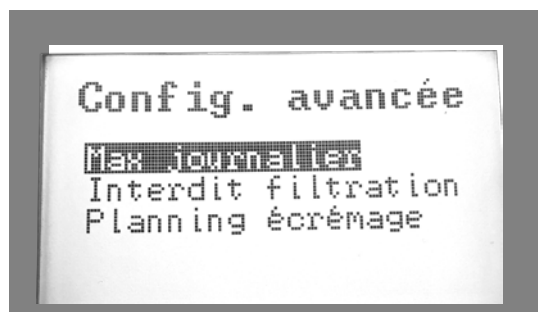 Config. avancée
Max journalier
Interdit filtration
Planning écrémage